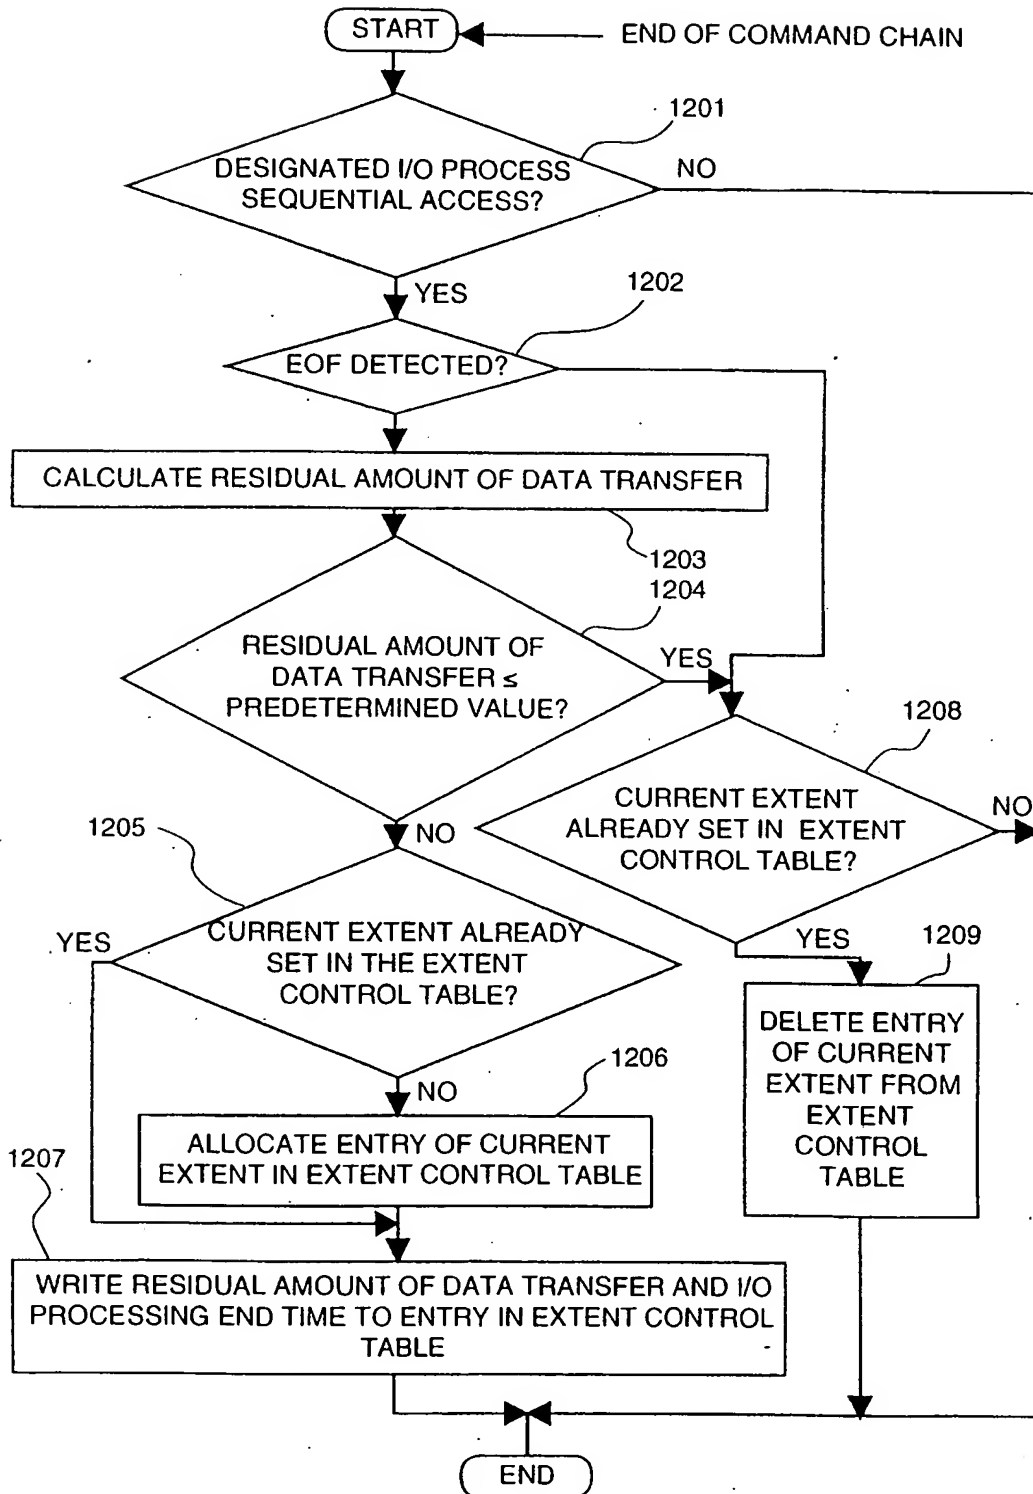 START
END OF COMMAND CHAIN
1201
DESIGNATED I/O PROCESS
SEQUENTIAL ACCESS?
NO
YES
1202
EOF DETECTED?
CALCULATE RESIDUAL AMOUNT OF DATA TRANSFER
1203
1204
RESIDUAL AMOUNT OF
DATA TRANSFER ≤
PREDETERMINED VALUE?
YES
NO
1208
CURRENT EXTENT
ALREADY SET IN EXTENT
CONTROL TABLE?
NO
1205
CURRENT EXTENT ALREADY
SET IN THE EXTENT
CONTROL TABLE?
YES
NO
YES
1209
DELETE ENTRY
OF CURRENT
EXTENT FROM
EXTENT
CONTROL
TABLE
1206
ALLOCATE ENTRY OF CURRENT
EXTENT IN EXTENT CONTROL TABLE
1207
WRITE RESIDUAL AMOUNT OF DATA TRANSFER AND I/O
PROCESSING END TIME TO ENTRY IN EXTENT CONTROL
TABLE
END